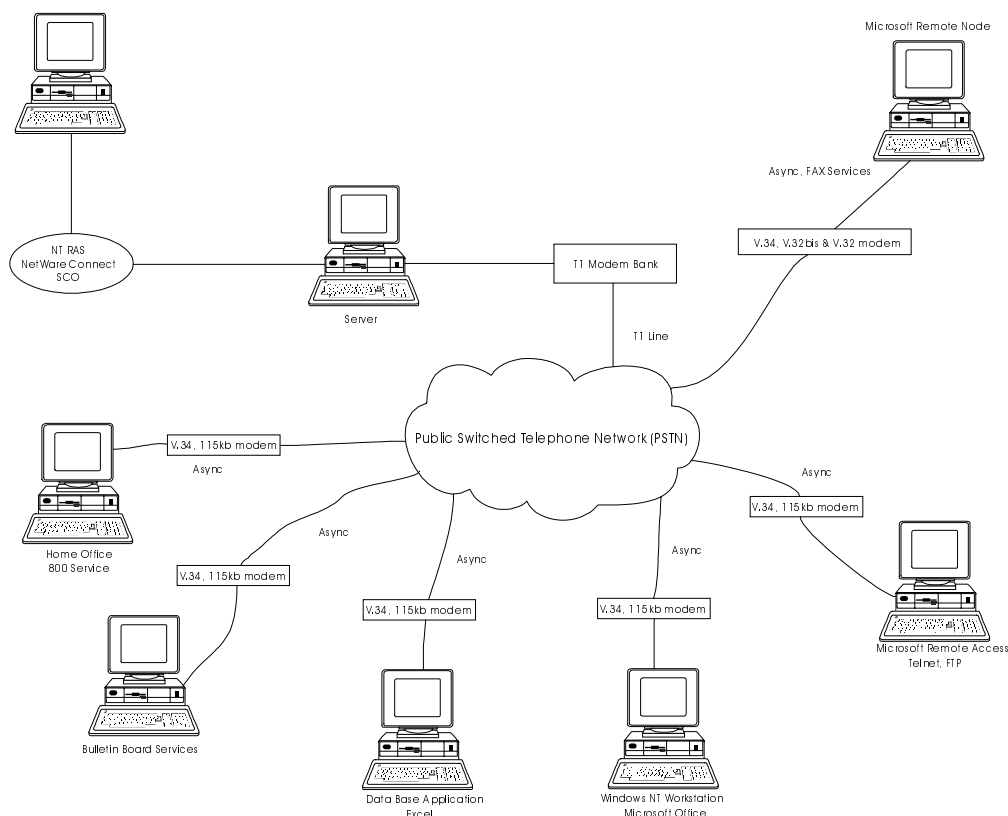 Microsoft Remote Node
Async, FAX Services
V.34, V.32bis & V.32 modem
NT RAS
NetWare Connect
SCO
T1 Modem Bank
Server
T1 Line
Public Switched Telephone Network (PSTN)
V.34, 115kb modem
Async
Home Office
800 Service
Async
V.34, 115kb modem
Bulletin Board Services
Async
V.34, 115kb modem
Data Base Application
Excel
Async
V.34, 115kb modem
Windows NT Workstation
Microsoft Office
Async
V.34, 115kb modem
Microsoft Remote Access
Telnet, FTP